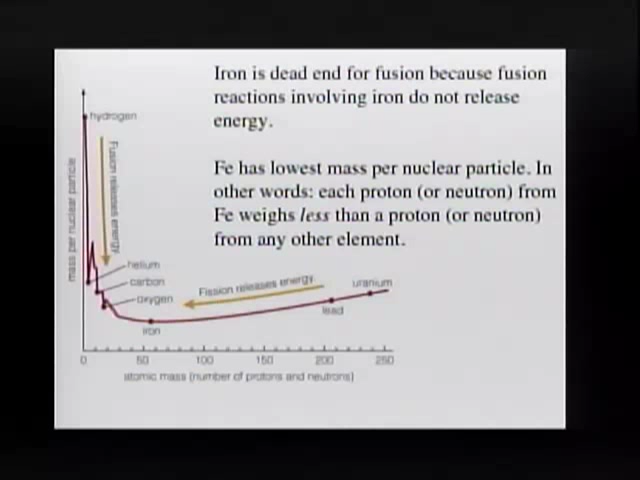 Iron is dead end for fusion because fusion
reactions involving iron do not release
energy.
Fe has lowest mass per nuclear particle. In
other words: each proton (or neutron) from
Fe weighs less than a proton (or neutron)
from any other element.
hydrogen
Fusion releases energy
mass per nuclear particle
helium
carbon
oxygen
iron
Fission releases energy
uranium
lead
0 50 100 150 200 250
atomic mass (number of protons and neutrons)